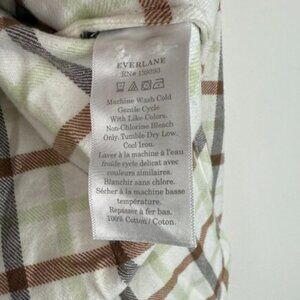 EVERLANE
RN# 139393
Machine Wash Cold
Gentle Cycle
With Like Colors.
Non-Chlorine Bleach
Only. Tumble Dry Low.
Cool Iron.
Laver à la machine à l'eau
froide cycle delicat avec
couleurs similaires.
Blanchir sans chlore.
Sécher à la machine basse
température.
Repasser à fer bas.
100% Cotton / Coton.